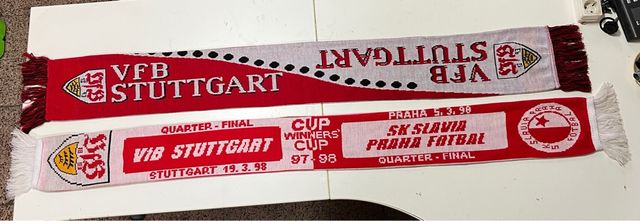 VFB
STUTTGART
VFB
STUTTGART
QUARTER - FINAL
ViB STUTTGART
STUTTGART 19.3.98
CUP
WINNERS'
CUP
97-98
PRAHA 5.3.98
SK SLAVIA
PRAHA FOTBAL
QUARTER - FINAL